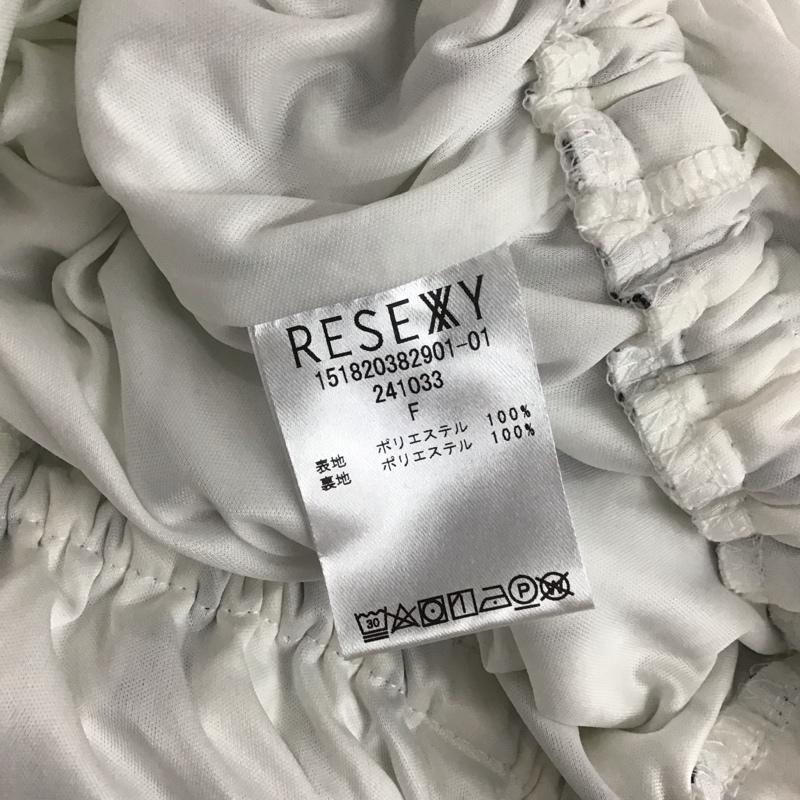 RESEXXY
151820382901-01
241033
F
表地 ポリエステル 100%
裏地 ポリエステル 100%
30 P W